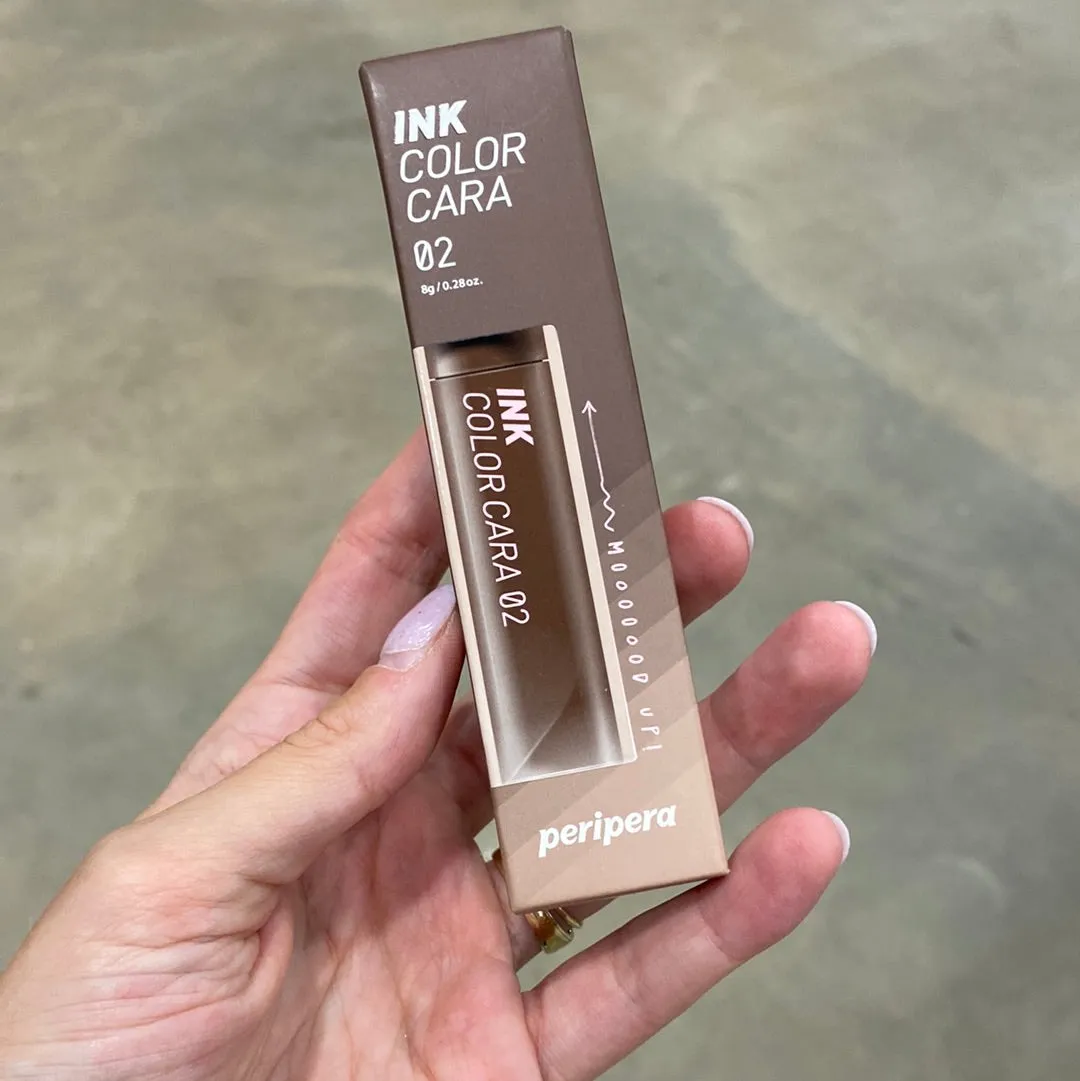 INK
COLOR
CARA
02
8g / 0.28oz.
INK
COLOR CARA 02
MOOOOOOD UP!
peripera